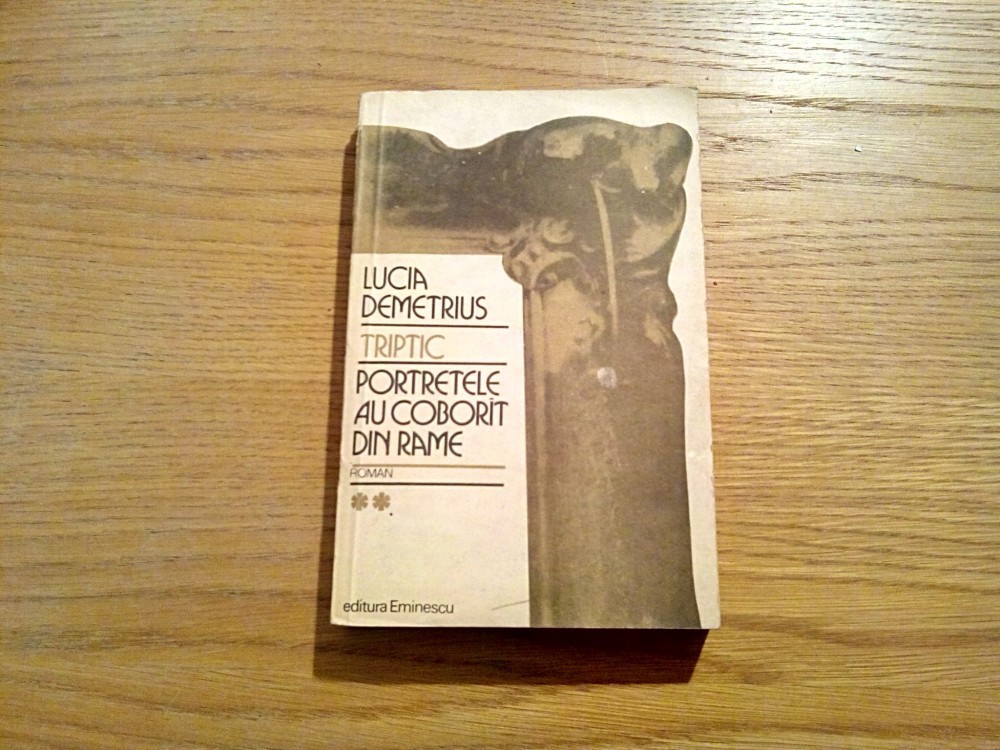 LUCIA
DEMETRIUS
TRIPTIC
PORTRETELE
AU COBORÎT
DIN RAME
ROMAN
**
editura Eminescu